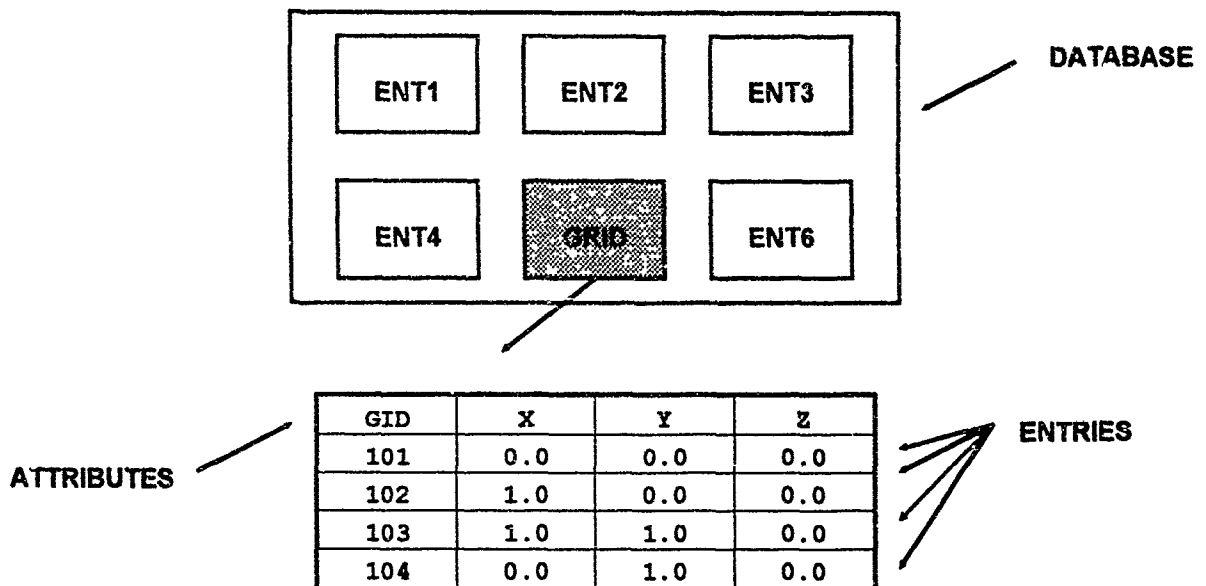 DATABASE
ENT1 ENT2 ENT3
ENT4 GRID ENT6
ATTRIBUTES
ENTRIES
GID X Y Z
101 0.0 0.0 0.0
102 1.0 0.0 0.0
103 1.0 1.0 0.0
104 0.0 1.0 0.0